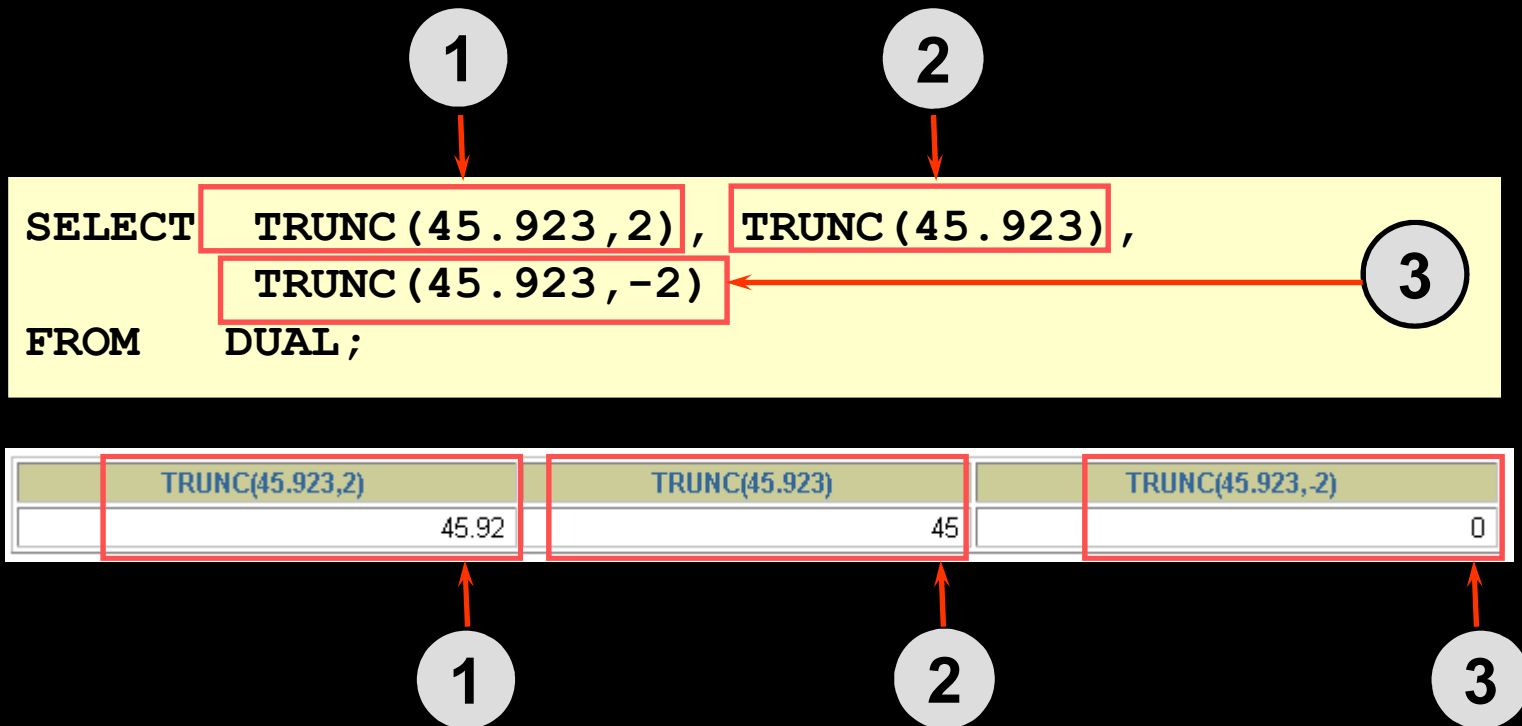 1 2
SELECT TRUNC(45.923,2), TRUNC(45.923),
TRUNC(45.923,-2) 3
FROM DUAL;
TRUNC(45.923,2) TRUNC(45.923) TRUNC(45.923,-2)
45.92 45 0
1 2 3